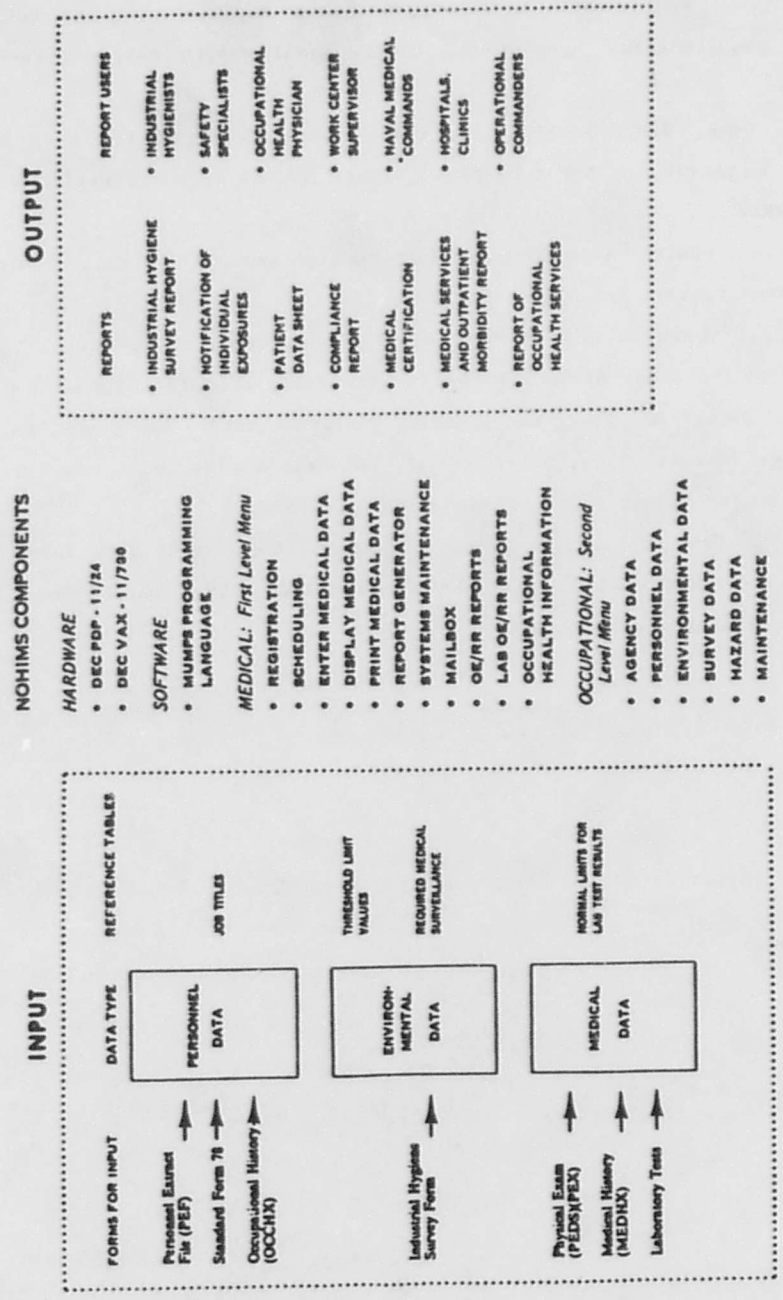 INPUT
FORMS FOR INPUT
DATA TYPE
REFERENCE TABLES
Personnel Extract
File (PEF)
Standard Form 78
Occupational History
(OCCHX)
PERSONNEL
DATA
JOB TITLES
Industrial Hygiene
Survey Form
ENVIRON-
MENTAL
DATA
THRESHOLD LIMIT
VALUES
REQUIRED MEDICAL
SURVEILLANCE
Physical Exam
(PEDS)(PEX)
Medical History
(MEDHX)
Laboratory Tests
MEDICAL
DATA
NORMAL LIMITS FOR
LAB TEST RESULTS
NOHIMS COMPONENTS
HARDWARE
• DEC PDP - 11/24
• DEC VAX - 11/730
SOFTWARE
• MUMPS PROGRAMMING
LANGUAGE
MEDICAL: First Level Menu
• REGISTRATION
• SCHEDULING
• ENTER MEDICAL DATA
• DISPLAY MEDICAL DATA
• PRINT MEDICAL DATA
• REPORT GENERATOR
• SYSTEMS MAINTENANCE
• MAILBOX
• OE/RR REPORTS
• LAB OE/RR REPORTS
• OCCUPATIONAL
HEALTH INFORMATION
OCCUPATIONAL: Second
Level Menu
• AGENCY DATA
• PERSONNEL DATA
• ENVIRONMENTAL DATA
• SURVEY DATA
• HAZARD DATA
• MAINTENANCE
OUTPUT
REPORTS
• INDUSTRIAL HYGIENE
SURVEY REPORT
• NOTIFICATION OF
INDIVIDUAL
EXPOSURES
• PATIENT
DATA SHEET
• COMPLIANCE
REPORT
• MEDICAL
CERTIFICATION
• MEDICAL SERVICES
AND OUTPATIENT
MORBIDITY REPORT
• REPORT OF
OCCUPATIONAL
HEALTH SERVICES
REPORT USERS
• INDUSTRIAL
HYGIENISTS
• SAFETY
SPECIALISTS
• OCCUPATIONAL
HEALTH
PHYSICIAN
• WORK CENTER
SUPERVISOR
• NAVAL MEDICAL
COMMANDS
• HOSPITALS,
CLINICS
• OPERATIONAL
COMMANDERS